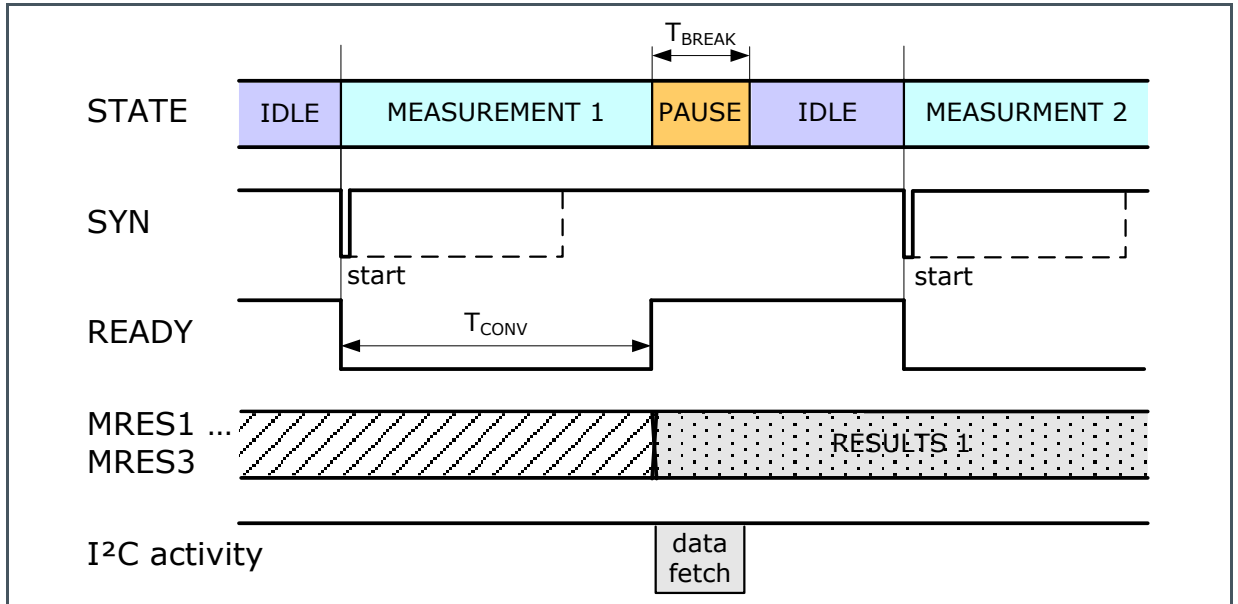 T_BREAK
STATE
IDLE
MEASUREMENT 1
PAUSE
IDLE
MEASURMENT 2
SYN
start
start
READY
T_CONV
MRES1 ...
MRES3
RESULTS 1
I²C activity
data
fetch